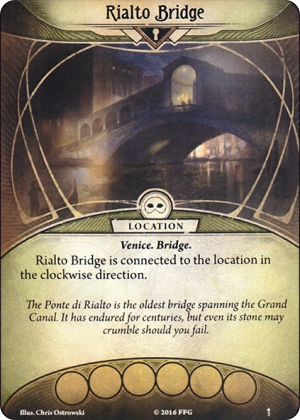 Rialto Bridge
LOCATION
Venice. Bridge.
Rialto Bridge is connected to the location in
the clockwise direction.
The Ponte di Rialto is the oldest bridge spanning the Grand
Canal. It has endured for centuries, but even its stone may
crumble should you fail.
Illus. Chris Ostrowski
© 2016 FFG